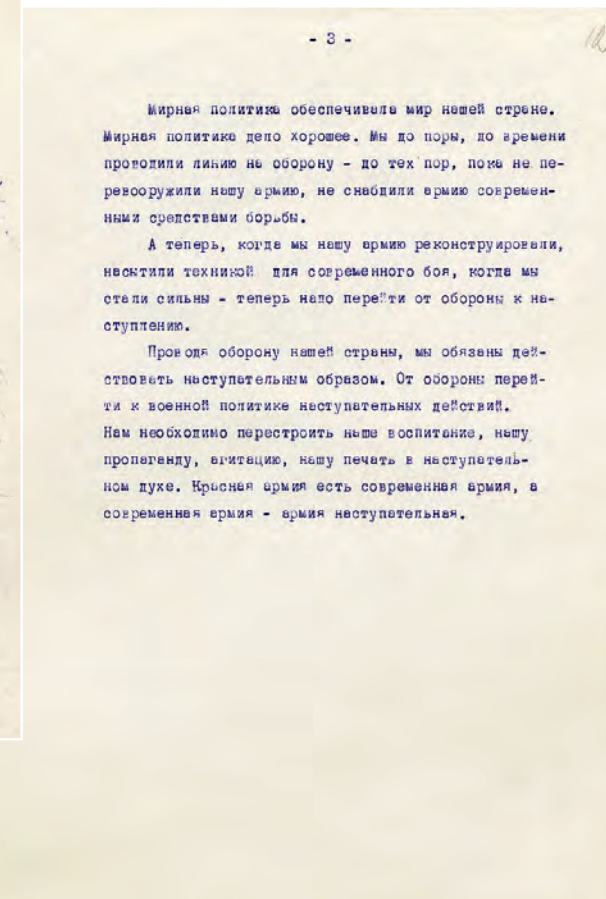 - 3 -
Мирная политика обеспечивала мир нашей стране.
Мирная политика дело хорошее. Мы до поры, до времени
проводили линию на оборону - до тех пор, пока не пе-
ревооружили нашу армию, не снабдили армию современ-
ными средствами борьбы.
А теперь, когда мы нашу армию реконструировали,
насытили техникой для современного боя, когда мы
стали сильны - теперь надо перейти от обороны к на-
ступлению.
Проводя оборону нашей страны, мы обязаны дей-
ствовать наступательным образом. От обороны перей-
ти к военной политике наступательных действий.
Нам необходимо перестроить наше воспитание, нашу
пропаганду, агитацию, нашу печать в наступатель-
ном духе. Красная армия есть современная армия, а
современная армия - армия наступательная.